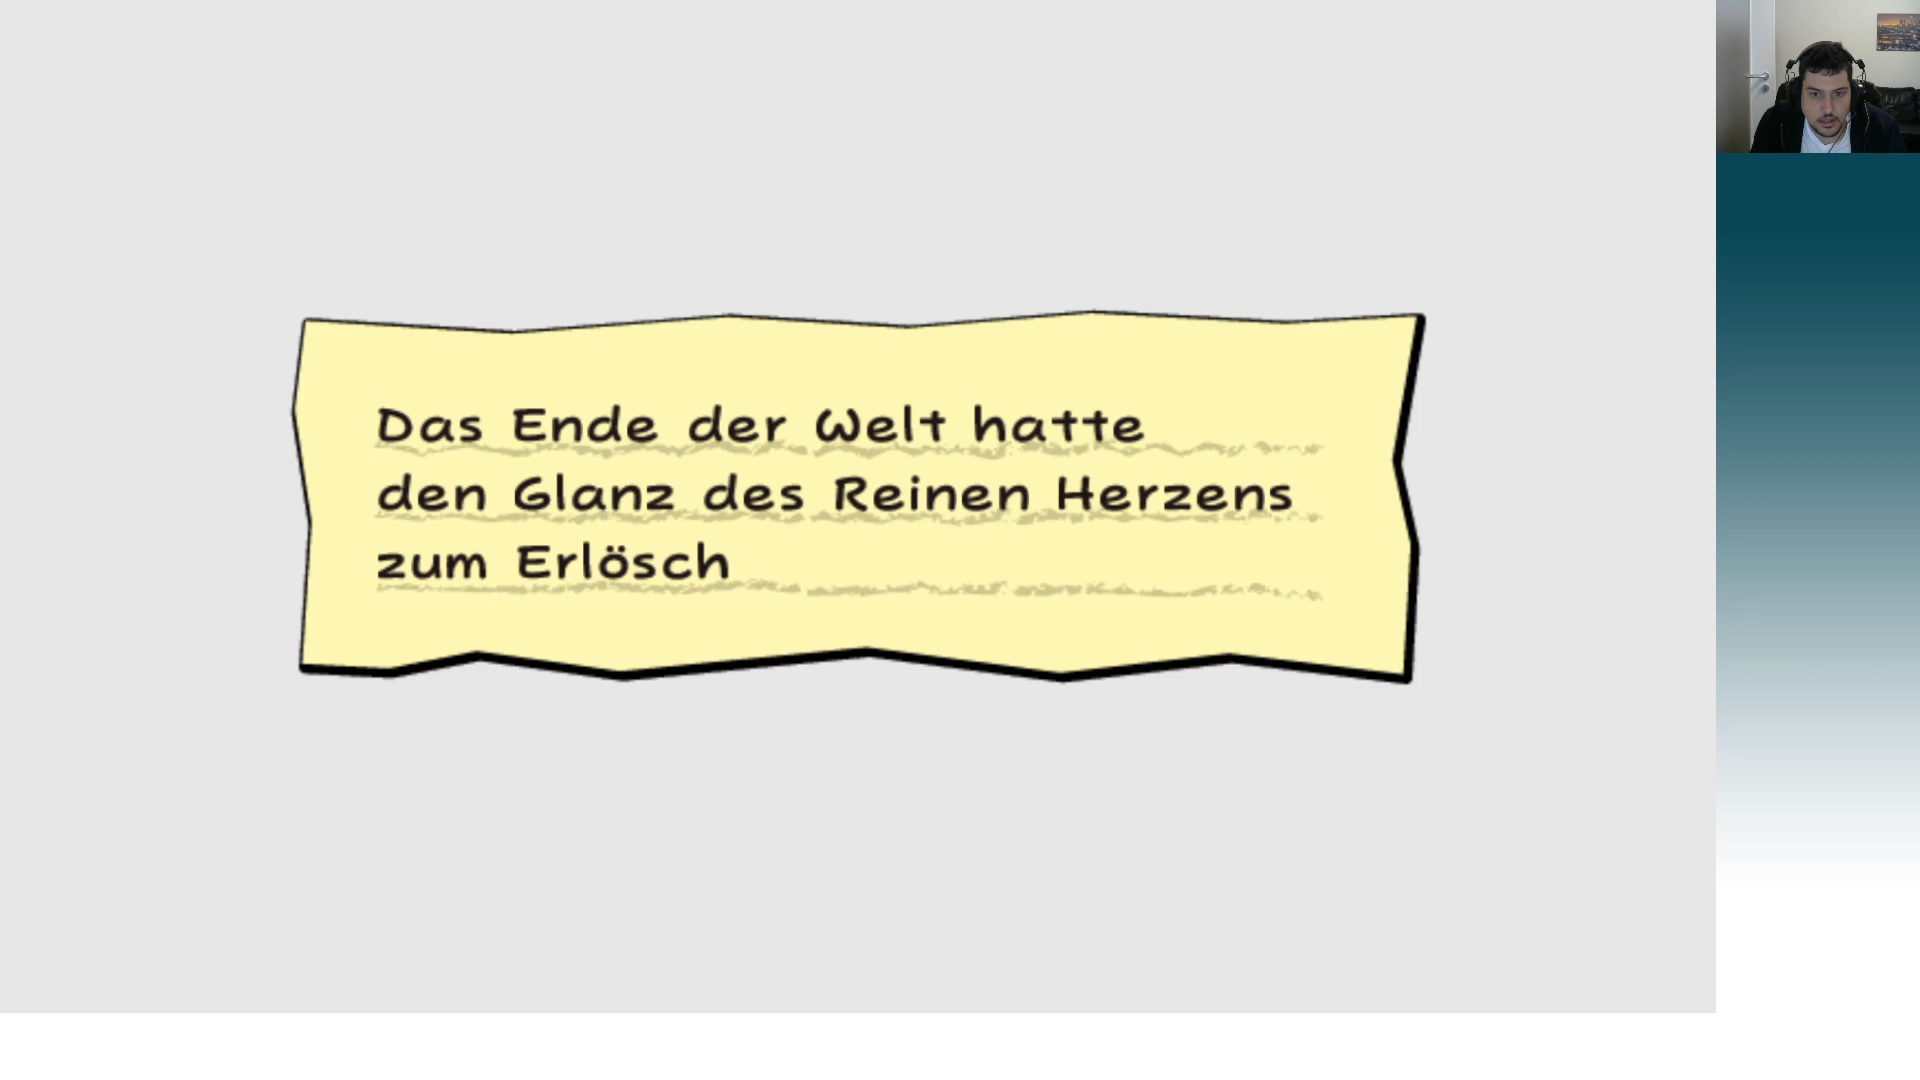 Das Ende der Welt hatte
den Glanz des Reinen Herzens
zum Erlösch